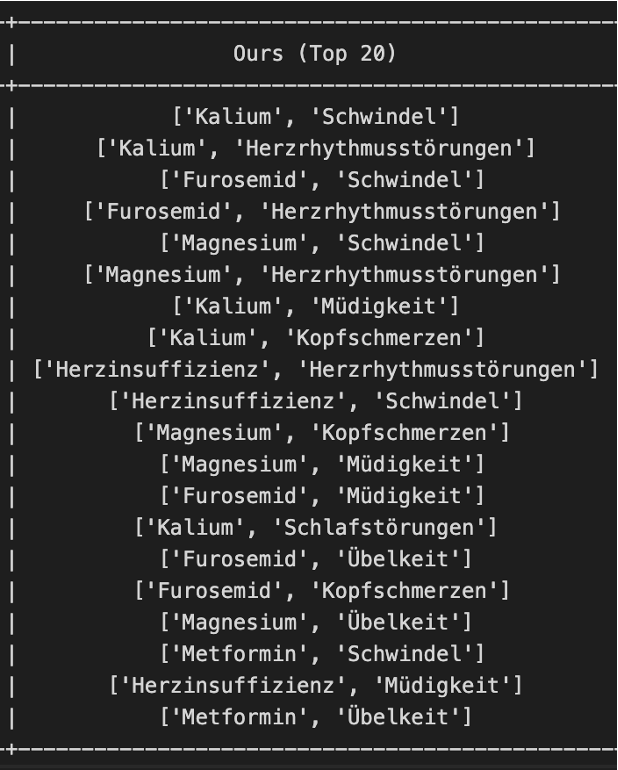 Ours (Top 20)
['Kalium', 'Schwindel']
['Kalium', 'Herzrhythmusstörungen']
['Furosemid', 'Schwindel']
['Furosemid', 'Herzrhythmusstörungen']
['Magnesium', 'Schwindel']
['Magnesium', 'Herzrhythmusstörungen']
['Kalium', 'Müdigkeit']
['Kalium', 'Kopfschmerzen']
['Herzinsuffizienz', 'Herzrhythmusstörungen']
['Herzinsuffizienz', 'Schwindel']
['Magnesium', 'Kopfschmerzen']
['Magnesium', 'Müdigkeit']
['Furosemid', 'Müdigkeit']
['Kalium', 'Schlafstörungen']
['Furosemid', 'Übelkeit']
['Furosemid', 'Kopfschmerzen']
['Magnesium', 'Übelkeit']
['Metformin', 'Schwindel']
['Herzinsuffizienz', 'Müdigkeit']
['Metformin', 'Übelkeit']